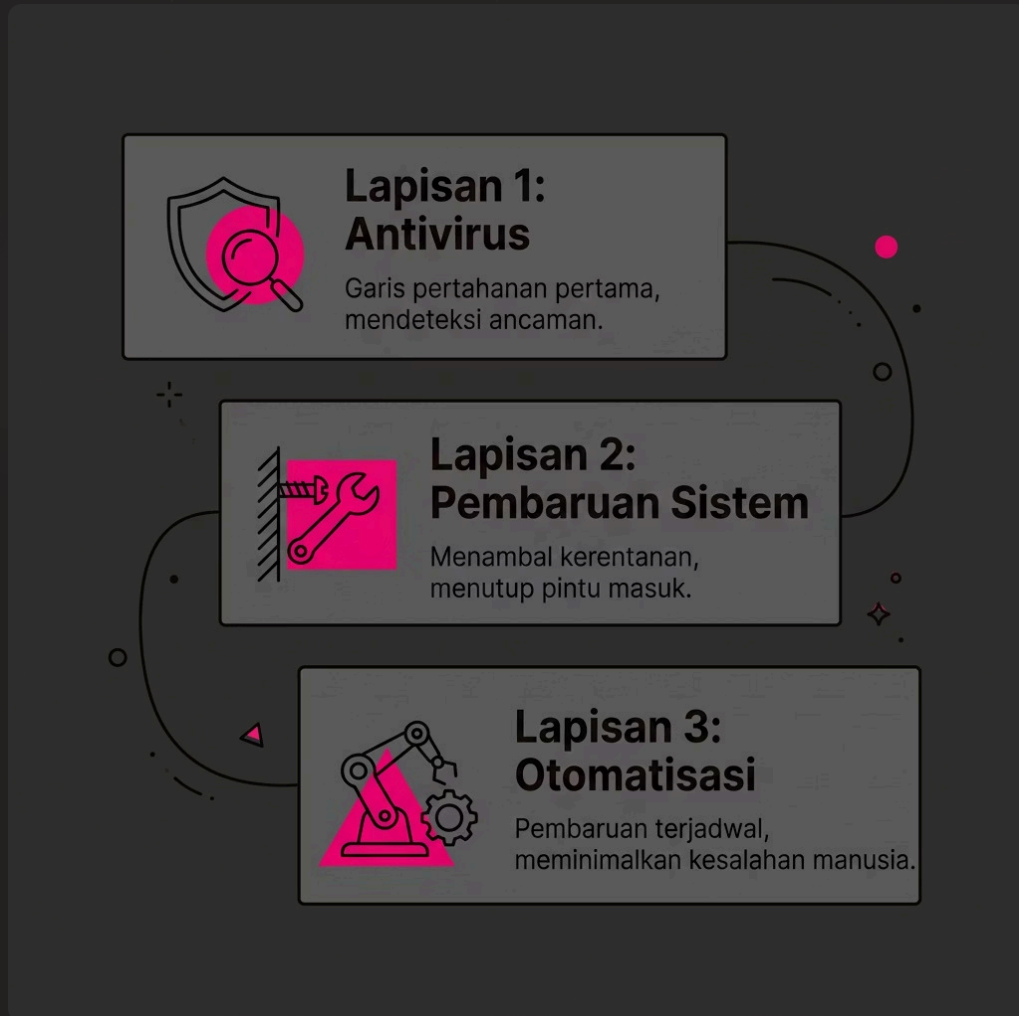 Lapisan 1:
Antivirus
Garis pertahanan pertama,
mendeteksi ancaman.
Lapisan 2:
Pembaruan Sistem
Menambal kerentanan,
menutup pintu masuk.
Lapisan 3:
Otomatisasi
Pembaruan terjadwal,
meminimalkan kesalahan manusia.